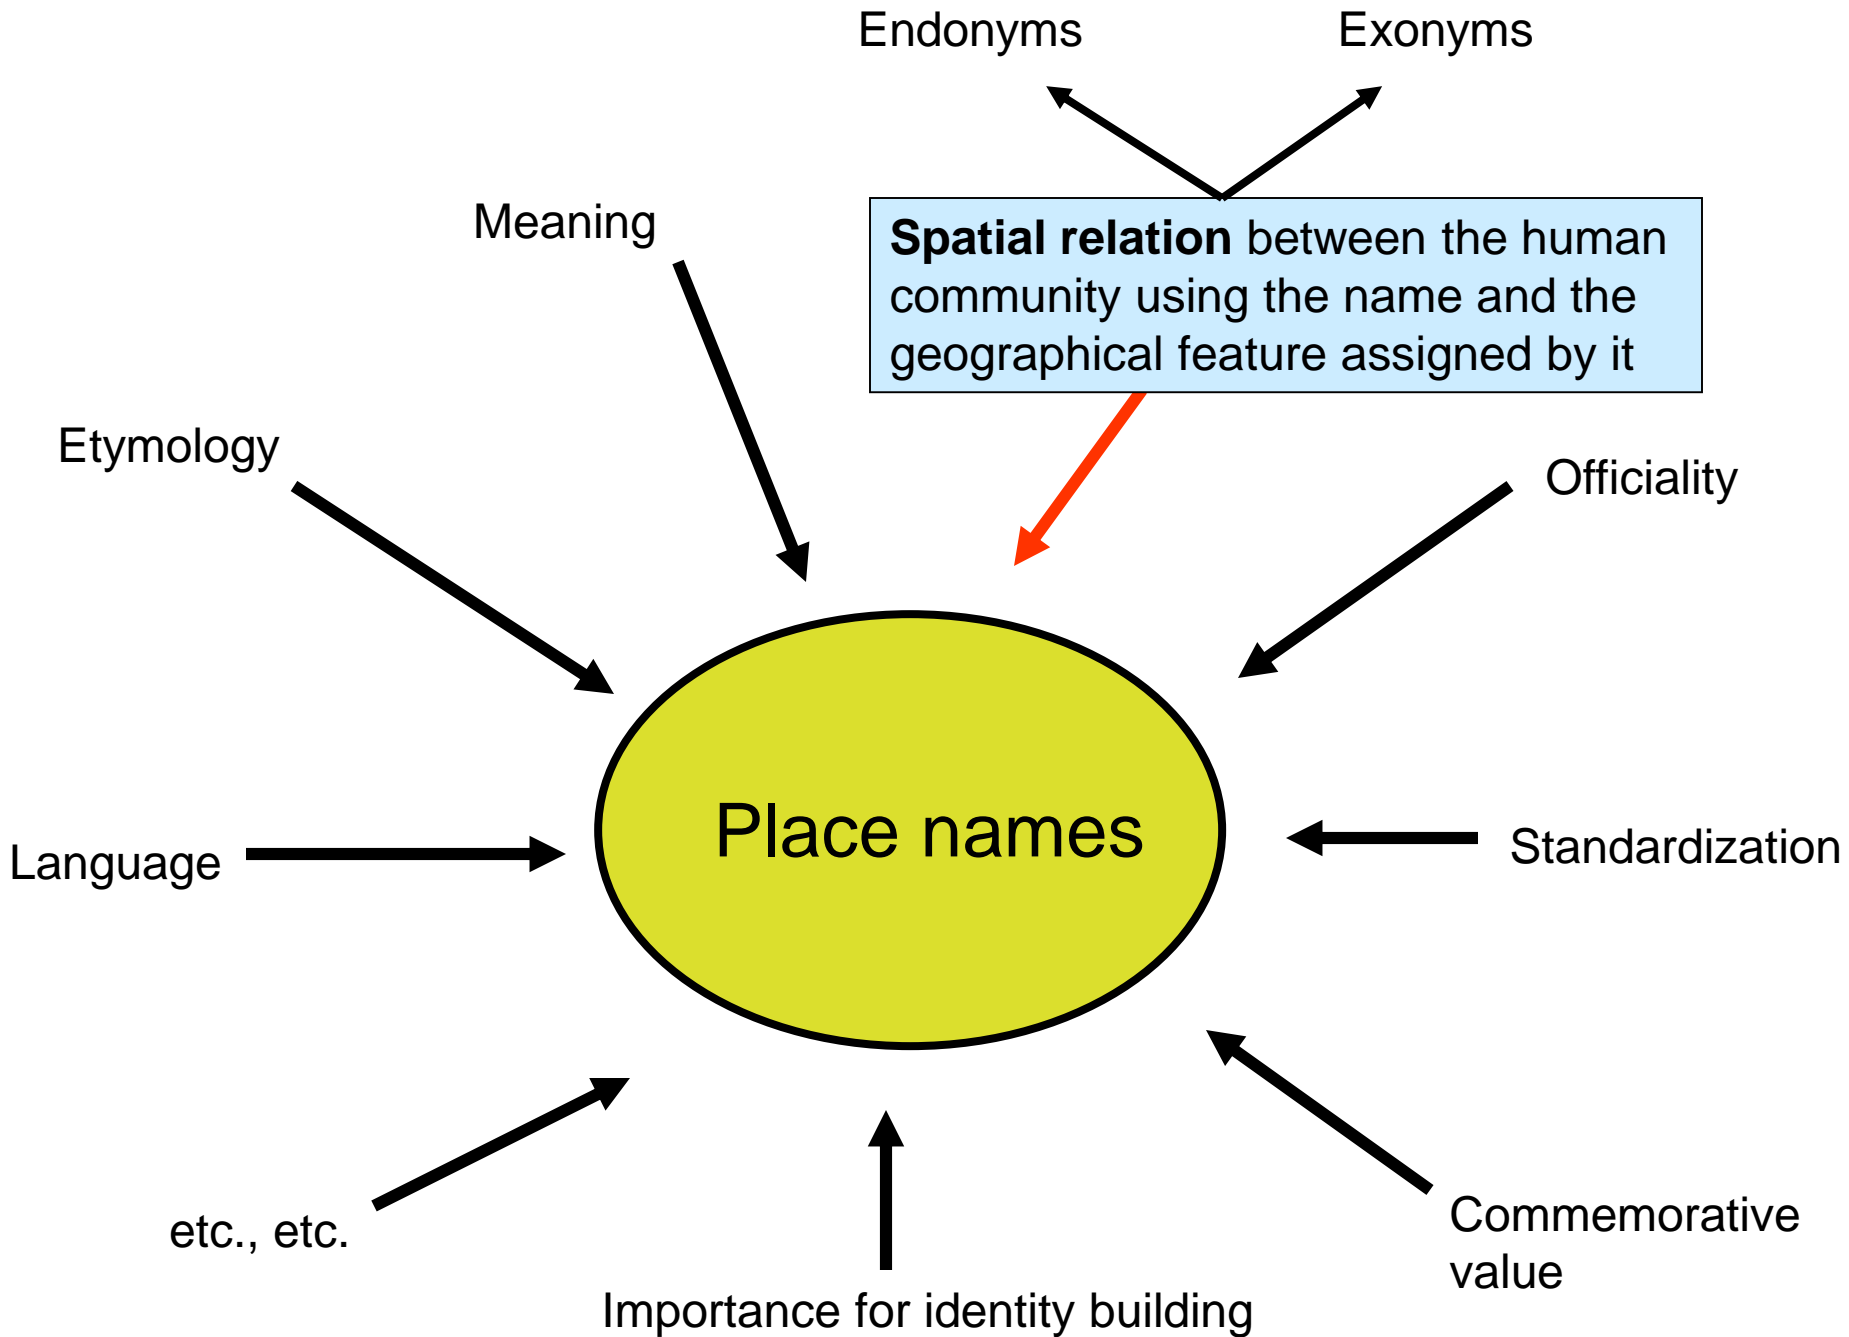 Endonyms
Exonyms
Meaning
Spatial relation between the human
community using the name and the
geographical feature assigned by it
Etymology
Officiality
Place names
Language
Standardization
etc., etc.
Commemorative
value
Importance for identity building